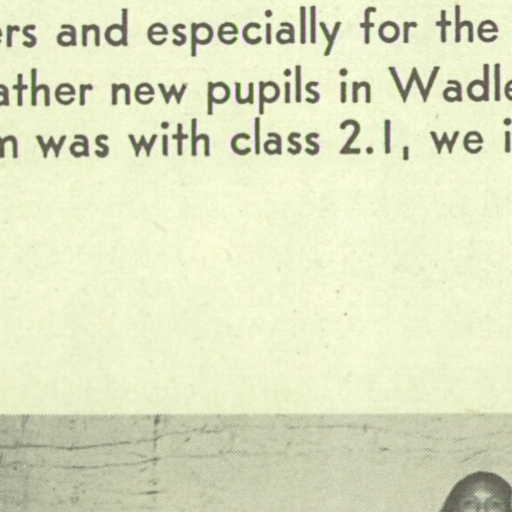 ers and especially for the
ather new pupils in Wadle
m was with class 2.1, we i